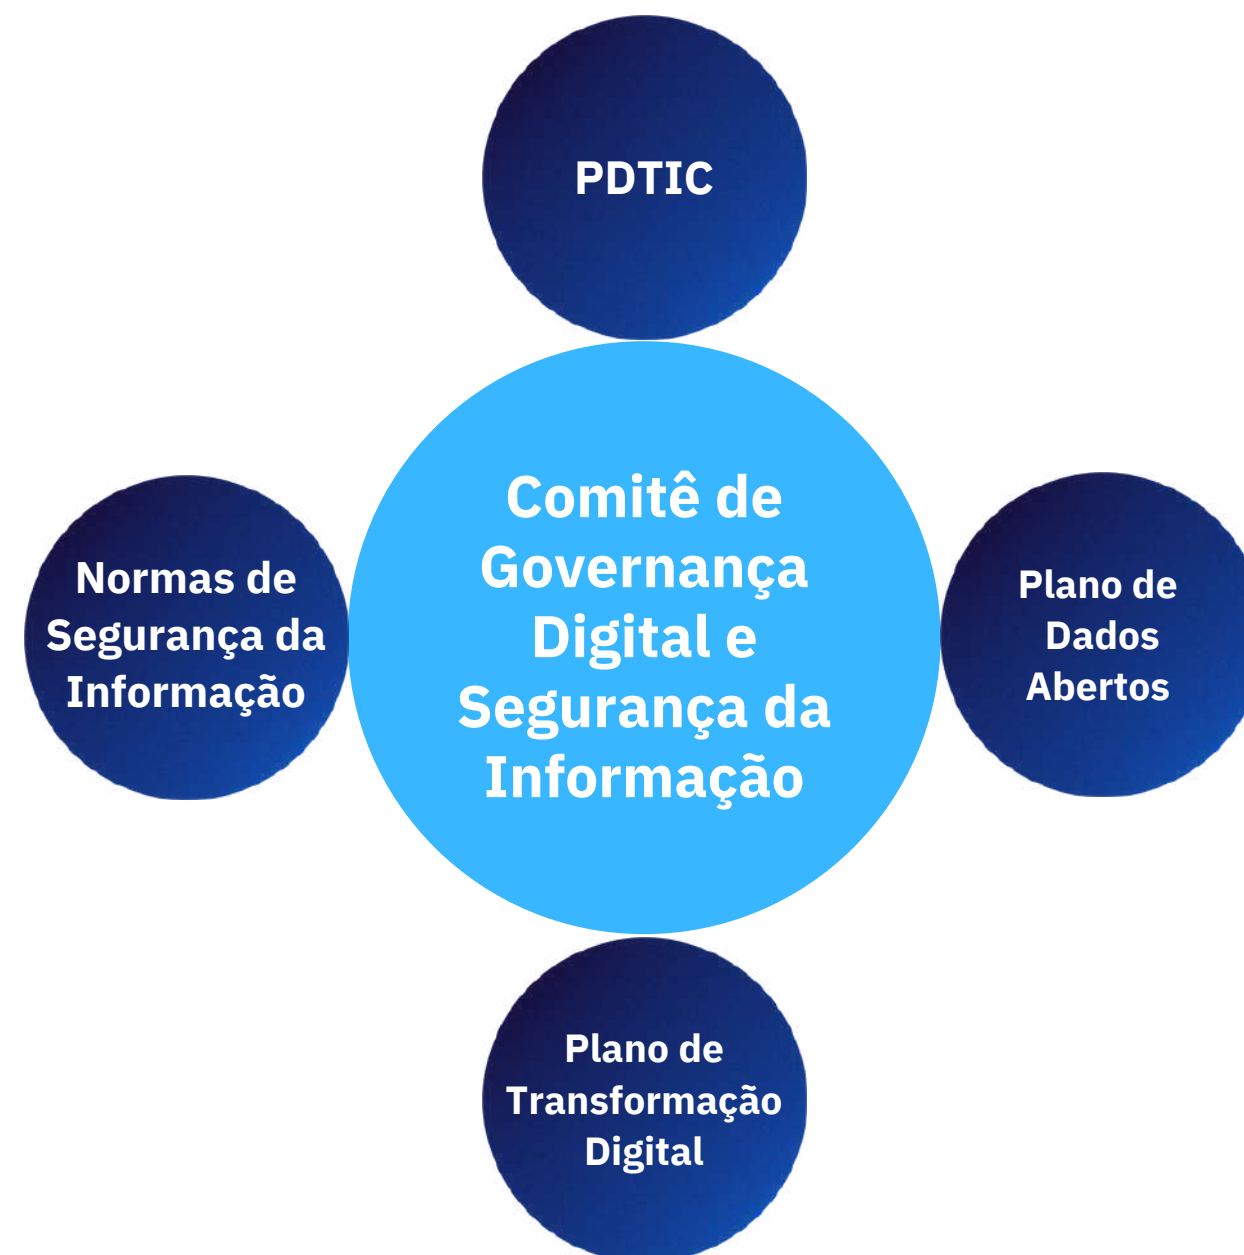 PDTIC
Normas de
Segurança da
Informação
Comitê de
Governança
Digital e
Segurança da
Informação
Plano de
Dados
Abertos
Plano de
Transformação
Digital